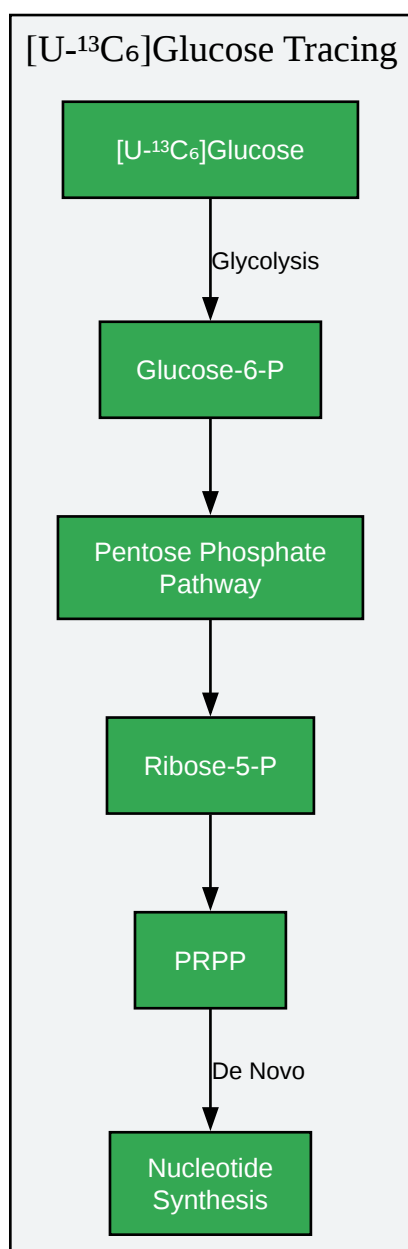 [U-¹³C₆]Glucose Tracing
[U-¹³C₆]Glucose
Glycolysis
Glucose-6-P
Pentose Phosphate
Pathway
Ribose-5-P
PRPP
De Novo
Nucleotide
Synthesis